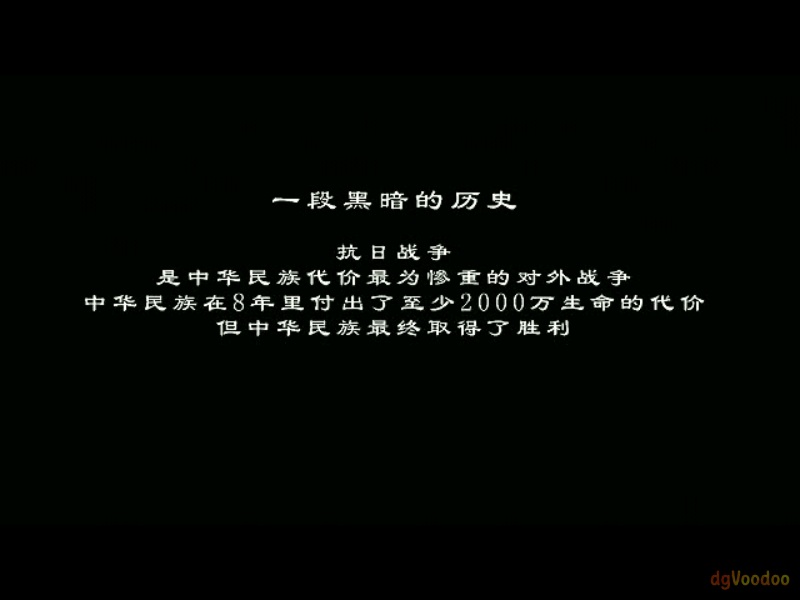 一段黑暗的历史
抗日战争
是中华民族代价最为惨重的对外战争
中华民族在8年里付出了至少2000万生命的代价
但中华民族最终取得了胜利
dgVoodoo